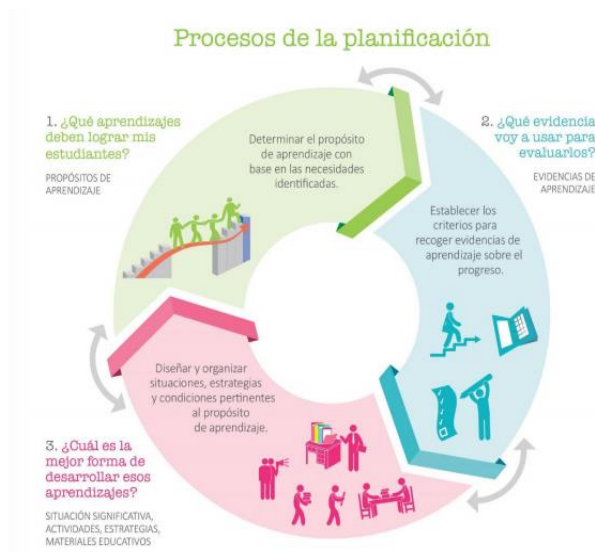 Procesos de la planificación
1. ¿Qué aprendizajes
deben lograr mis
estudiantes?
PROPÓSITOS DE
APRENDIZAJE
Determinar el propósito
de aprendizaje con
base en las necesidades
identificadas.
2. ¿Qué evidencia
voy a usar para
evaluarlos?
EVIDENCIAS DE
APRENDIZAJE
Establecer los
criterios para
recoger evidencias de
aprendizaje sobre el
progreso.
Diseñar y organizar
situaciones, estrategias
y condiciones pertinentes
al propósito
de aprendizaje.
3. ¿Cuál es la
mejor forma de
desarrollar esos
aprendizajes?
SITUACIÓN SIGNIFICATIVA,
ACTIVIDADES, ESTRATEGIAS,
MATERIALES EDUCATIVOS